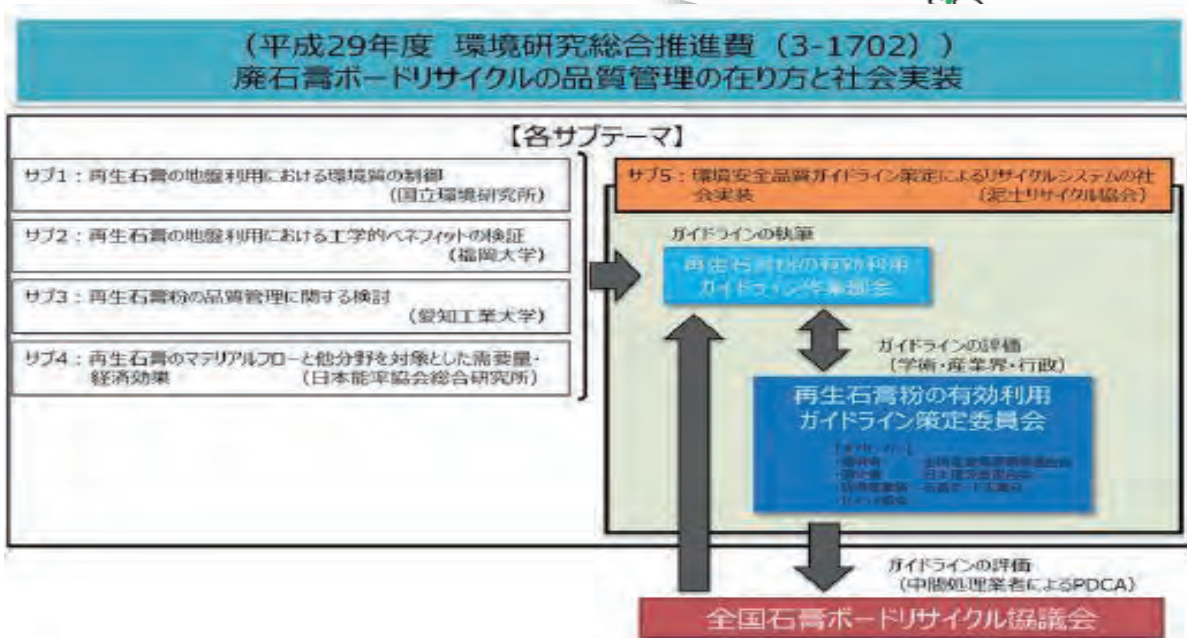 （平成29年度 環境研究総合推進費（3-1702））
廃石膏ボードリサイクルの品質管理の在り方と社会実装
【各サブテーマ】
サブ1：再生石膏の地盤利用における環境質の制御
（国立環境研究所）
サブ2：再生石膏の地盤利用における工学的ベネフィットの検証
（福岡大学）
サブ3：再生石膏粉の品質管理に関する検討
（愛知工業大学）
サブ4：再生石膏のマテリアルフローと他分野を対象とした需要量・
経済効果 （日本能率協会総合研究所）
サブ5：環境安全品質ガイドライン策定によるリサイクルシステムの社
会実装 （泥土リサイクル協会）
ガイドラインの執筆
再生石膏粉の有効利用
ガイドライン作業部会
ガイドラインの評価
（学術・産業界・行政）
再生石膏粉の有効利用
ガイドライン策定委員会
ガイドラインの評価
（中間処理業者によるPDCA）
全国石膏ボードリサイクル協議会